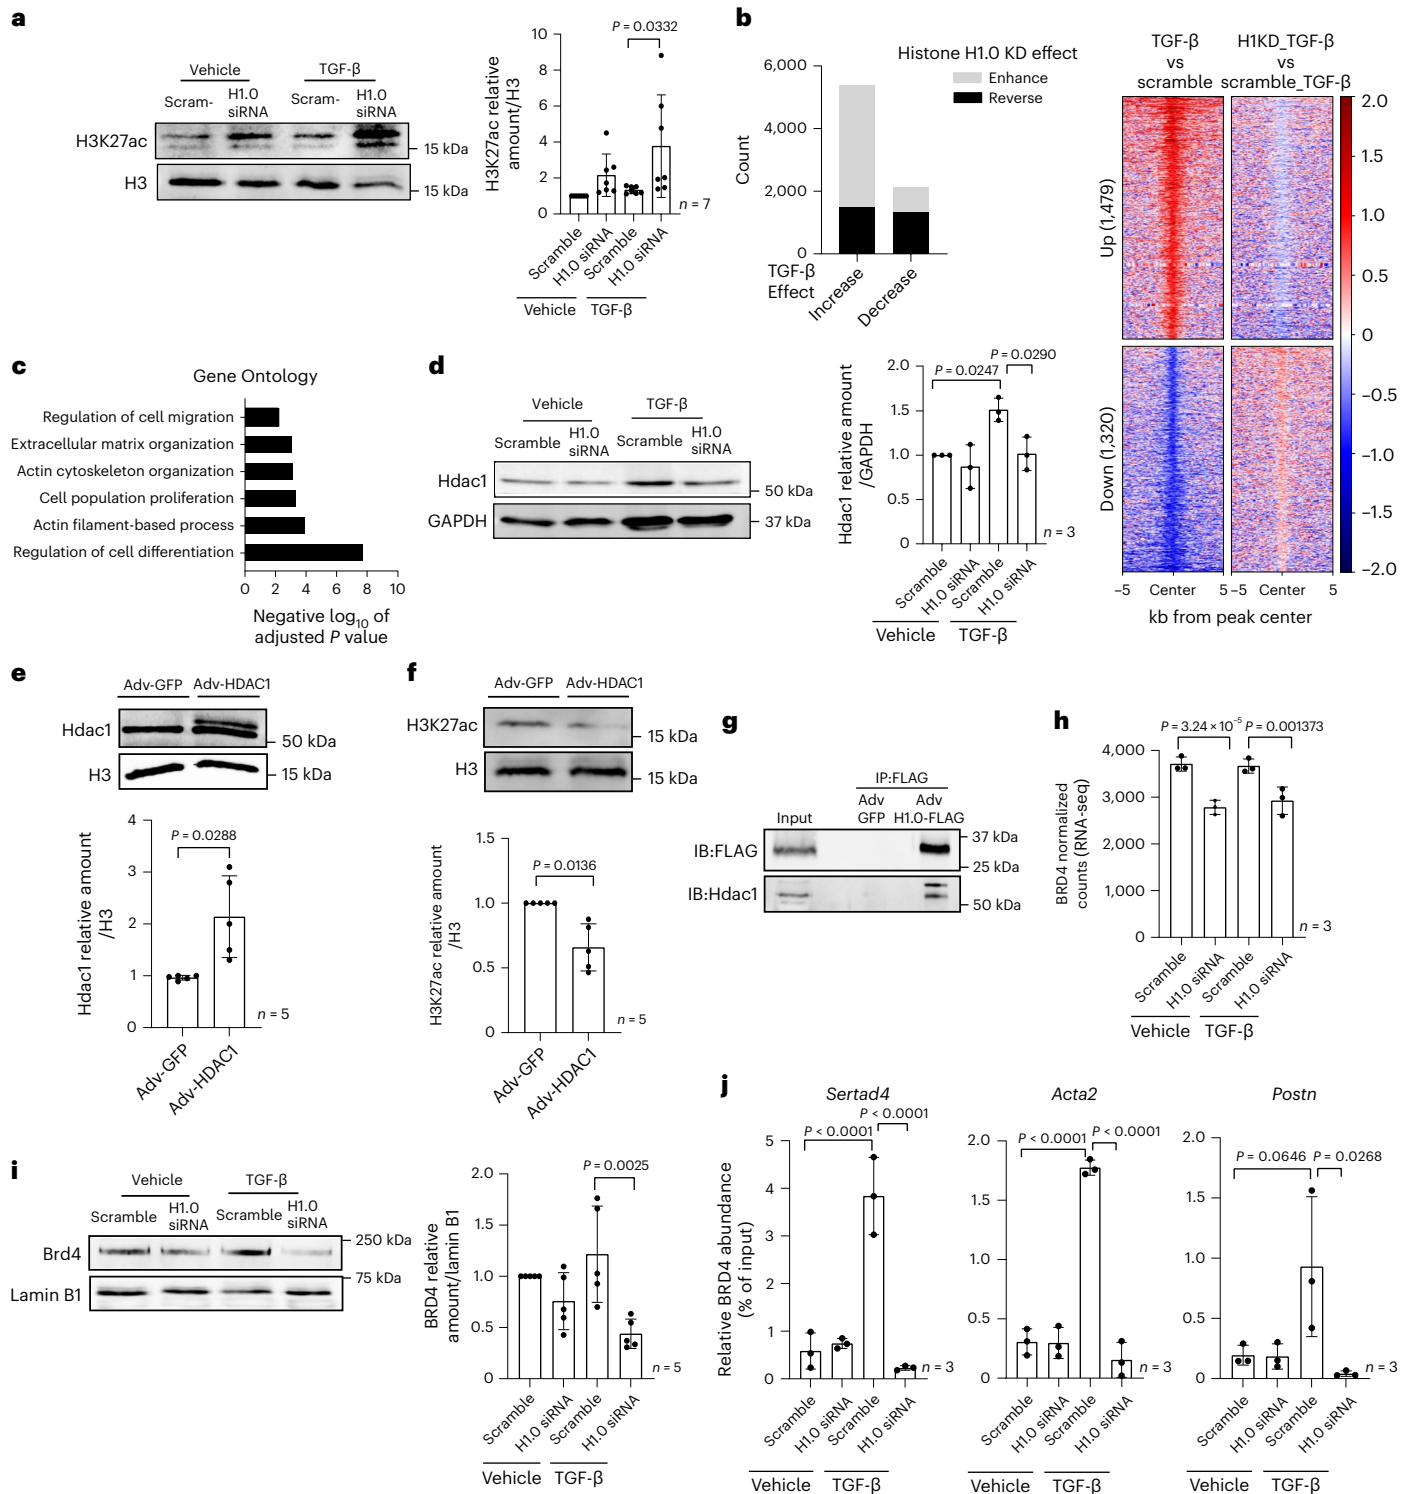 a
Vehicle
TGF-β
Scram-
H1.0
siRNA
Scram-
H1.0
siRNA
H3K27ac
15 kDa
H3
15 kDa
H3K27ac relative
amount/H3
10
8
6
4
2
0
P = 0.0332
n = 7
Scramble
H1.0 siRNA
Scramble
H1.0 siRNA
Vehicle
TGF-β
b
Histone H1.0 KD effect
Enhance
Reverse
Count
6,000
4,000
2,000
0
TGF-β
Effect
Increase
Decrease
TGF-β
vs
scramble
H1KD_TGF-β
vs
scramble_TGF-β
Up (1,479)
Down (1,320)
2.0
1.5
1.0
0.5
0
−0.5
−1.0
−1.5
−2.0
−5
Center
5
−5
Center
5
kb from peak center
c
Gene Ontology
Regulation of cell migration
Extracellular matrix organization
Actin cytoskeleton organization
Cell population proliferation
Actin filament-based process
Regulation of cell differentiation
0
2
4
6
8
10
Negative log10 of
adjusted P value
d
Vehicle
TGF-β
Scramble
H1.0
siRNA
Scramble
H1.0
siRNA
Hdac1
50 kDa
GAPDH
37 kDa
Hdac1 relative amount
/GAPDH
2.0
1.5
1.0
0.5
0
P = 0.0247
P = 0.0290
n = 3
Scramble
H1.0 siRNA
Scramble
H1.0 siRNA
Vehicle
TGF-β
e
Adv-GFP
Adv-HDAC1
Hdac1
50 kDa
H3
15 kDa
Hdac1 relative amount
/H3
4
3
2
1
0
P = 0.0288
n = 5
Adv-GFP
Adv-HDAC1
f
Adv-GFP
Adv-HDAC1
H3K27ac
15 kDa
H3
15 kDa
H3K27ac relative amount
/H3
1.5
1.0
0.5
0
P = 0.0136
n = 5
Adv-GFP
Adv-HDAC1
g
IP:FLAG
Input
Adv
GFP
Adv
H1.0-FLAG
IB:FLAG
37 kDa
25 kDa
IB:Hdac1
50 kDa
h
BRD4 normalized
counts (RNA-seq)
4,000
3,000
2,000
1,000
0
P = 3.24 × 10−5
P = 0.001373
n = 3
Scramble
H1.0 siRNA
Scramble
H1.0 siRNA
Vehicle
TGF-β
i
Vehicle
TGF-β
Scramble
H1.0
siRNA
Scramble
H1.0
siRNA
Brd4
250 kDa
75 kDa
Lamin B1
BRD4 relative
amount/lamin B1
2.0
1.5
1.0
0.5
0
P = 0.0025
n = 5
Scramble
H1.0 siRNA
Scramble
H1.0 siRNA
Vehicle
TGF-β
j
Relative BRD4 abundance
(% of input)
Sertad4
5
4
3
2
1
0
P < 0.0001
P < 0.0001
n = 3
Scramble
H1.0 siRNA
Scramble
H1.0 siRNA
Vehicle
TGF-β
Acta2
2.0
1.5
1.0
0.5
0
P < 0.0001
P < 0.0001
n = 3
Scramble
H1.0 siRNA
Scramble
H1.0 siRNA
Vehicle
TGF-β
Postn
2.0
1.5
1.0
0.5
0
P = 0.0646
P = 0.0268
n = 3
Scramble
H1.0 siRNA
Scramble
H1.0 siRNA
Vehicle
TGF-β